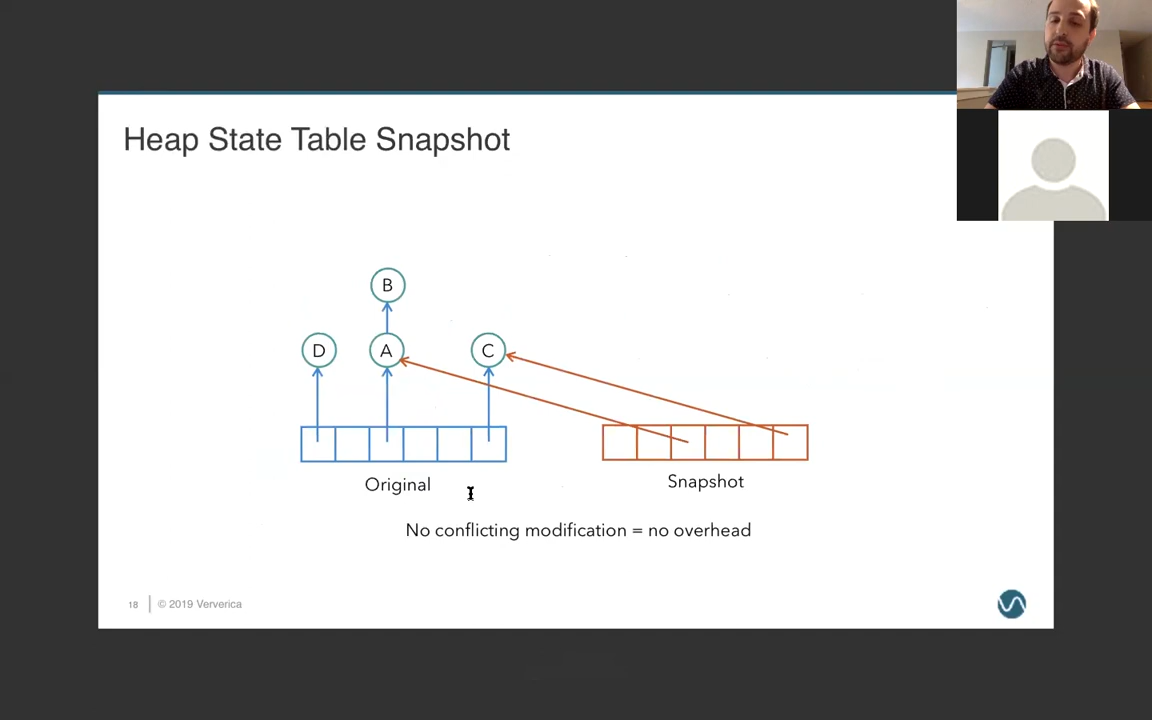 Heap State Table Snapshot
B
D
A
C
Original
Snapshot
No conflicting modification = no overhead
18
© 2019 Ververica